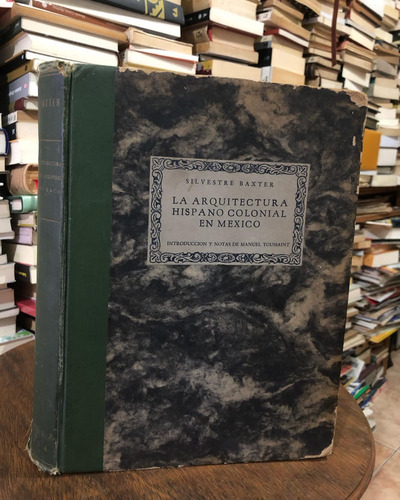 SILVESTRE BAXTER
LA ARQUITECTURA
HISPANO COLONIAL
EN MEXICO
INTRODUCCION Y NOTAS DE MANUEL TOUSSAINT